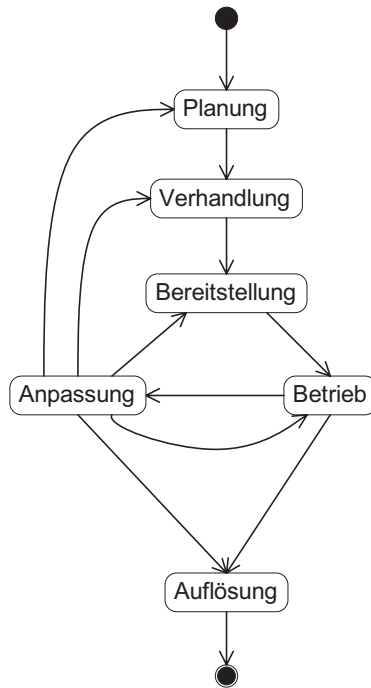 Planung
Verhandlung
Bereitstellung
Anpassung
Betrieb
Auflösung